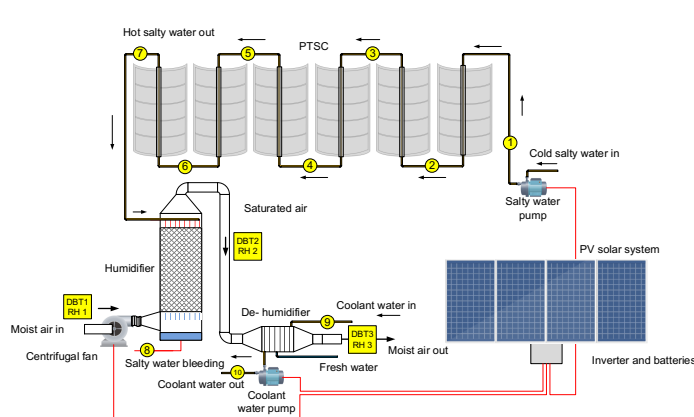 Hot salty water out
PTSC
7
5
3
1
6
4
2
Cold salty water in
Salty water
pump
Saturated air
PV solar system
DBT2
RH 2
Humidifier
DBT1
RH 1
Moist air in
Centrifugal fan
De- humidifier
Coolant water in
9
DBT3
RH 3
Moist air out
8
Salty water bleeding
Fresh water
Coolant water out
10
Coolant
water pump
Inverter and batteries